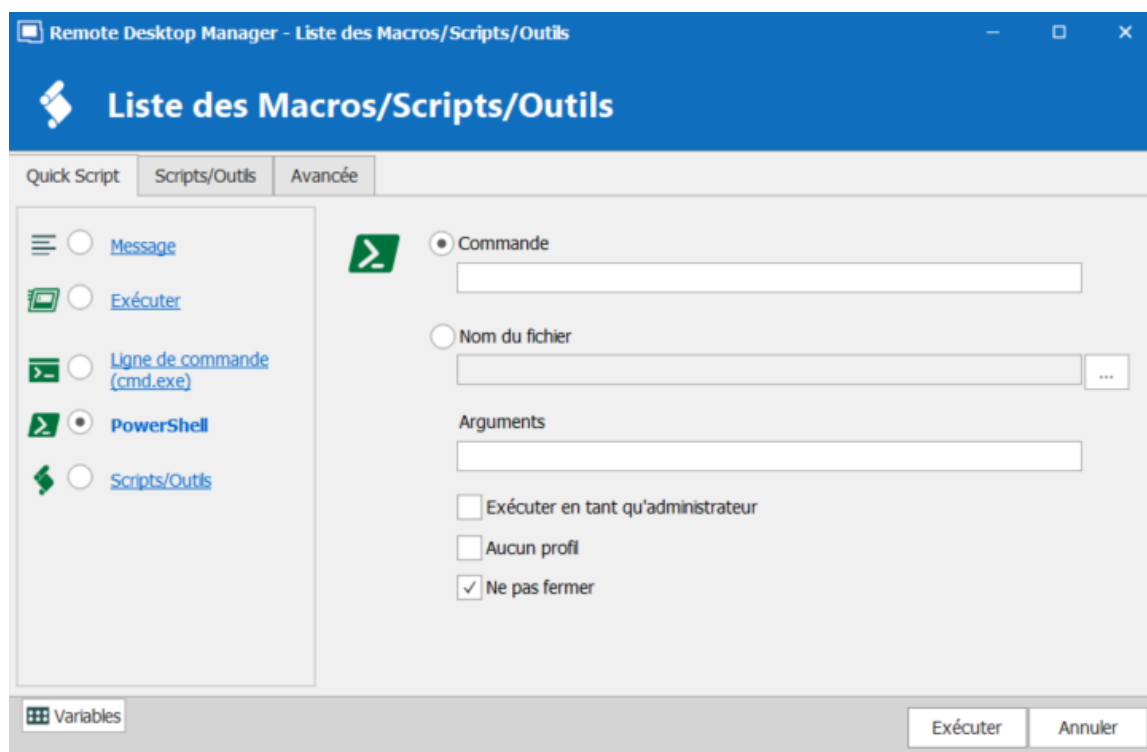 Remote Desktop Manager - Liste des Macros/Scripts/Outils
Liste des Macros/Scripts/Outils
Quick Script
Scripts/Outils
Avancée
Message
Exécuter
Ligne de commande
(cmd.exe)
PowerShell
Scripts/Outils
Commande
Nom du fichier
...
Arguments
Exécuter en tant qu'administrateur
Aucun profil
Ne pas fermer
Variables
Exécuter
Annuler